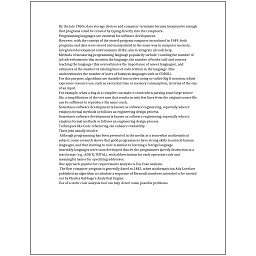 By the late 1960s, data storage devices and computer terminals became inexpensive enough
that programs could be created by typing directly into the computers.
Programming languages are essential for software development.
However, with the concept of the stored-program computer introduced in 1949, both
programs and data were stored and manipulated in the same way in computer memory.
Integrated development environments (IDEs) aim to integrate all such help.
Methods of measuring programming language popularity include: counting the number of
job advertisements that mention the language, the number of books sold and courses
teaching the language (this overestimates the importance of newer languages), and
estimates of the number of existing lines of code written in the language (this
underestimates the number of users of business languages such as COBOL).
For this purpose, algorithms are classified into orders using so-called Big O notation, which
expresses resource use, such as execution time or memory consumption, in terms of the size
of an input.
For example, when a bug in a compiler can make it crash when parsing some large source
file, a simplification of the test case that results in only few lines from the original source file
can be sufficient to reproduce the same crash.
Sometimes software development is known as software engineering, especially when it
employs formal methods or follows an engineering design process.
Sometimes software development is known as software engineering, especially when it
employs formal methods or follows an engineering design process.
Techniques like Code refactoring can enhance readability.
Their jobs usually involve:
Although programming has been presented in the media as a somewhat mathematical
subject, some research shows that good programmers have strong skills in natural human
languages, and that learning to code is similar to learning a foreign language.
Assembly languages were soon developed that let the programmer specify instruction in a
text format (e.g., ADD X, TOTAL), with abbreviations for each operation code and
meaningful names for specifying addresses.
One approach popular for requirements analysis is Use Case analysis.
The first computer program is generally dated to 1843, when mathematician Ada Lovelace
published an algorithm to calculate a sequence of Bernoulli numbers, intended to be carried
out by Charles Babbage's Analytical Engine.
Use of a static code analysis tool can help detect some possible problems.